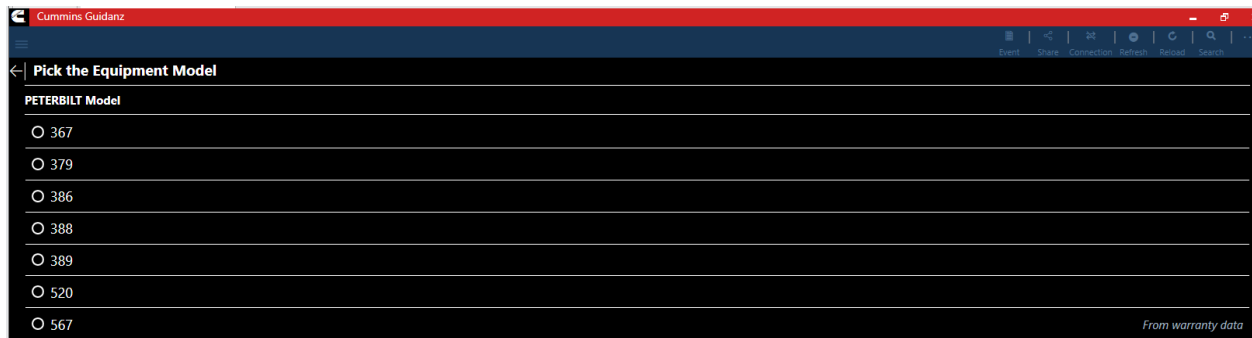 Cummins Guidanz
Event Share Connection Refresh Reload Search
Pick the Equipment Model
PETERBILT Model
367
379
386
388
389
520
567 From warranty data